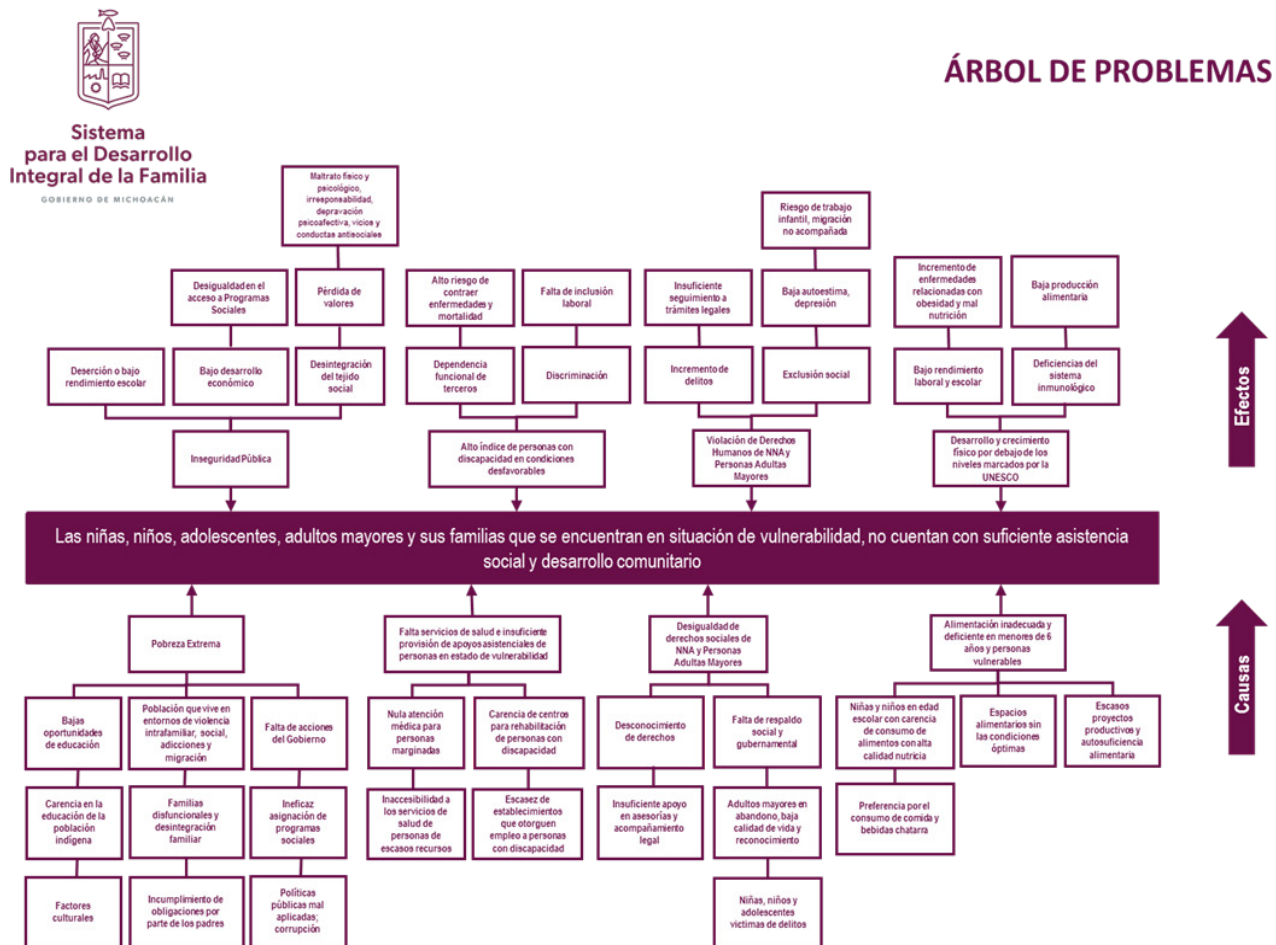 ÁRBOL DE PROBLEMAS
Sistema
para el Desarrollo
Integral de la Familia
GOBIERNO DE MICHOACÁN
Maltrato físico y
psicológico,
irresponsabilidad,
depravación
psicoafectiva, vicios y
conductas antisociales
Riesgo de trabajo
infantil, migración
no acompañada
Desigualdad en el
acceso a Programas
Sociales
Pérdida de
valores
Alto riesgo de
contraer
enfermedades y
mortalidad
Falta de inclusión
laboral
Insuficiente
seguimiento a
trámites legales
Baja autoestima,
depresión
Incremento de
enfermedades
relacionadas con
obesidad y mal
nutrición
Baja producción
alimentaria
Deserción o bajo
rendimiento escolar
Bajo desarrollo
económico
Desintegración
del tejido
social
Dependencia
funcional de
terceros
Discriminación
Incremento de
delitos
Exclusión social
Bajo rendimiento
laboral y escolar
Deficiencias del
sistema
inmunológico
Inseguridad Pública
Alto índice de personas con
discapacidad en condiciones
desfavorables
Violación de Derechos
Humanos de NNA y
Personas Adultas
Mayores
Desarrollo y crecimiento
físico por debajo de los
niveles marcados por la
UNESCO
Efectos
Las niñas, niños, adolescentes, adultos mayores y sus familias que se encuentran en situación de vulnerabilidad, no cuentan con suficiente asistencia
social y desarrollo comunitario
Pobreza Extrema
Falta servicios de salud e insuficiente
provisión de apoyos asistenciales de
personas en estado de vulnerabilidad
Desigualdad de
derechos sociales de
NNA y Personas
Adultas Mayores
Alimentación inadecuada y
deficiente en menores de 6
años y personas
vulnerables
Causas
Bajas
oportunidades
de educación
Población que vive en
entornos de violencia
intrafamiliar, social,
adicciones y
migración
Falta de acciones
del Gobierno
Nula atención
médica para
personas
marginadas
Carencia de centros
para rehabilitación
de personas con
discapacidad
Desconocimiento
de derechos
Falta de respaldo
social y
gubernamental
Niñas y niños en edad
escolar con carencia
de consumo de
alimentos con alta
calidad nutricia
Espacios
alimentarios sin
las condiciones
óptimas
Escasos
proyectos
productivos y
autosuficiencia
alimentaria
Carencia en la
educación de la
población
indígena
Familias
disfuncionales y
desintegración
familiar
Ineficaz
asignación de
programas
sociales
Inaccesibilidad a
los servicios de
salud de
personas de
escasos recursos
Escasez de
establecimientos
que otorguen
empleo a personas
con discapacidad
Insuficiente apoyo
en asesorías y
acompañamiento
legal
Adultos mayores en
abandono, baja
calidad de vida y
reconocimiento
Preferencia por el
consumo de comida y
bebidas chatarra
Factores
culturales
Incumplimiento de
obligaciones por
parte de los padres
Políticas
públicas mal
aplicadas;
corrupción
Niñas, niños y
adolescentes
victimas de delitos